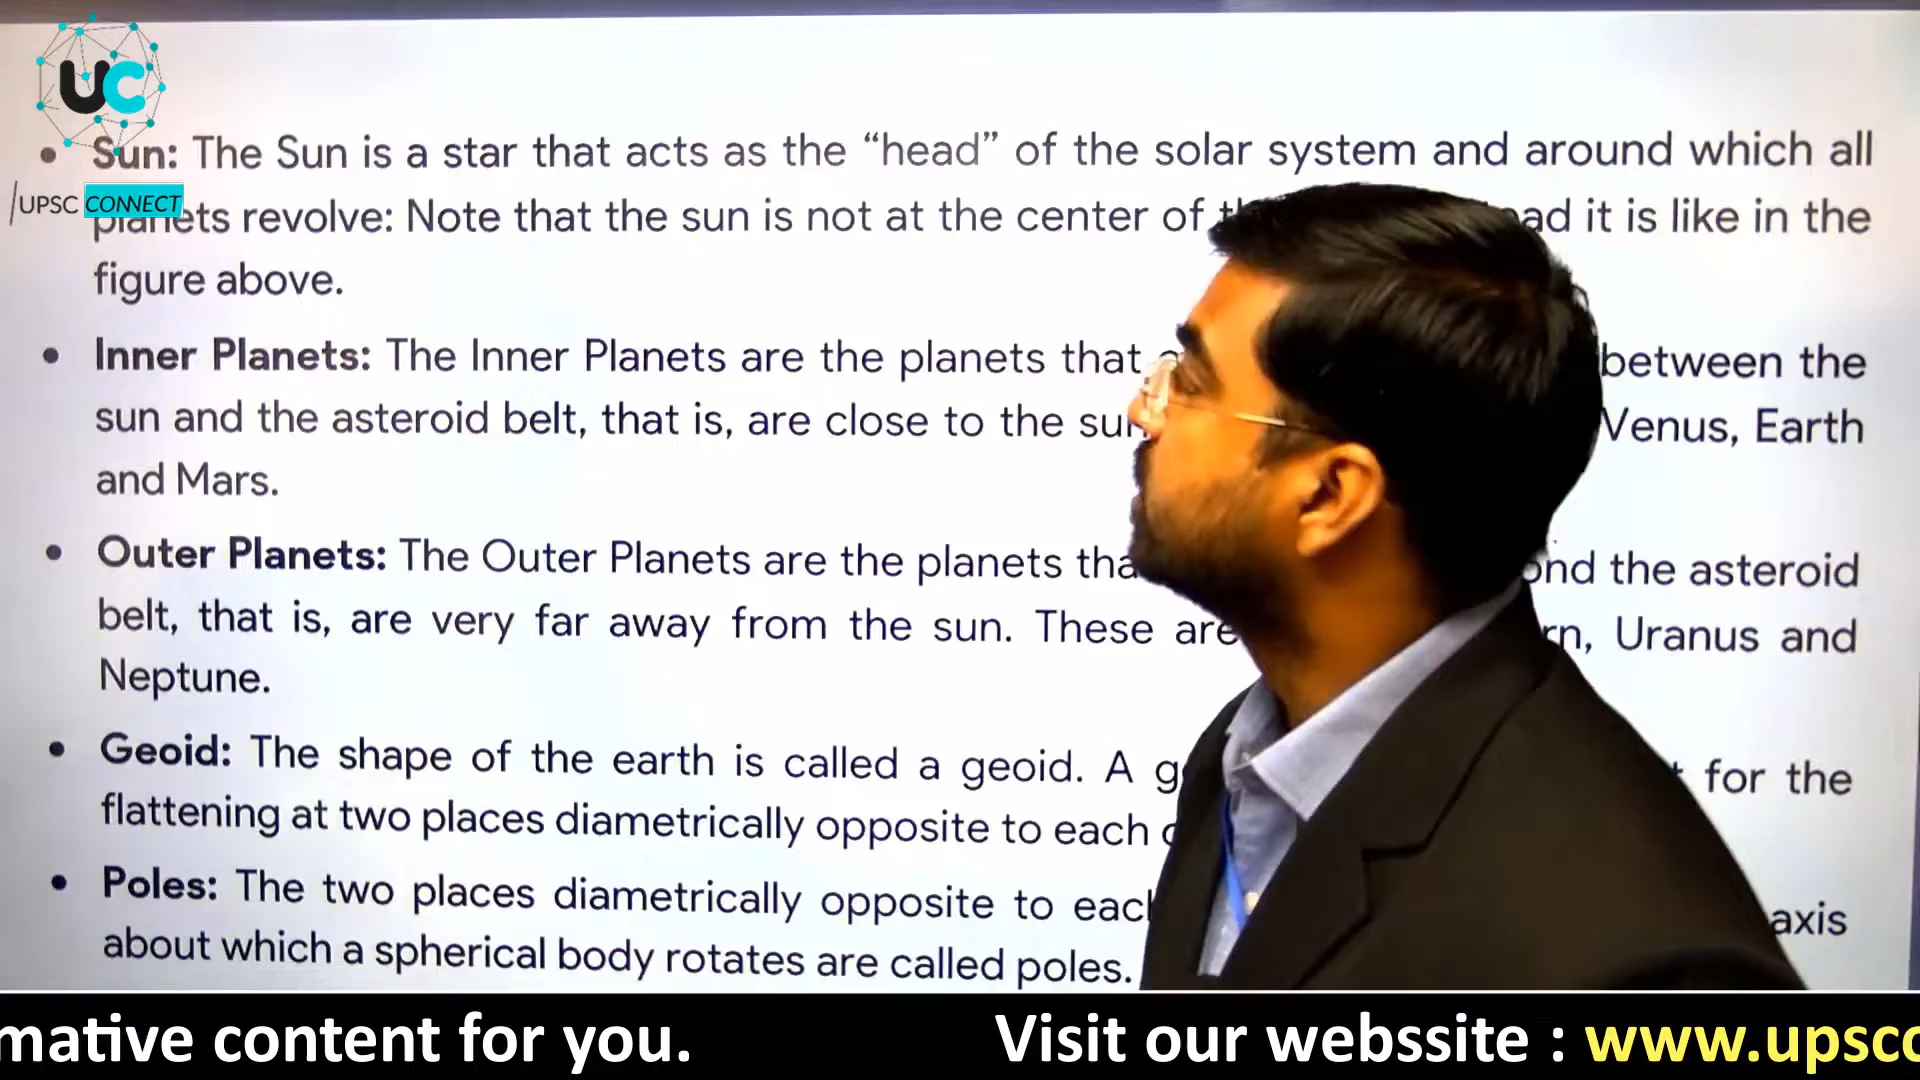 UC
• Sun: The Sun is a star that acts as the “head” of the solar system and around which all
UPSC CONNECT
planets revolve: Note that the sun is not at the center of it is like in the
figure above.
• Inner Planets: The Inner Planets are the planets that between the
sun and the asteroid belt, that is, are close to the sun Venus, Earth
and Mars.
• Outer Planets: The Outer Planets are the planets the asteroid
belt, that is, are very far away from the sun. These are Uranus and
Neptune.
• Geoid: The shape of the earth is called a geoid. A for the
flattening at two places diametrically opposite to each
• Poles: The two places diametrically opposite to each axis
about which a spherical body rotates are called poles.
mative content for you. Visit our webssite : www.upsco